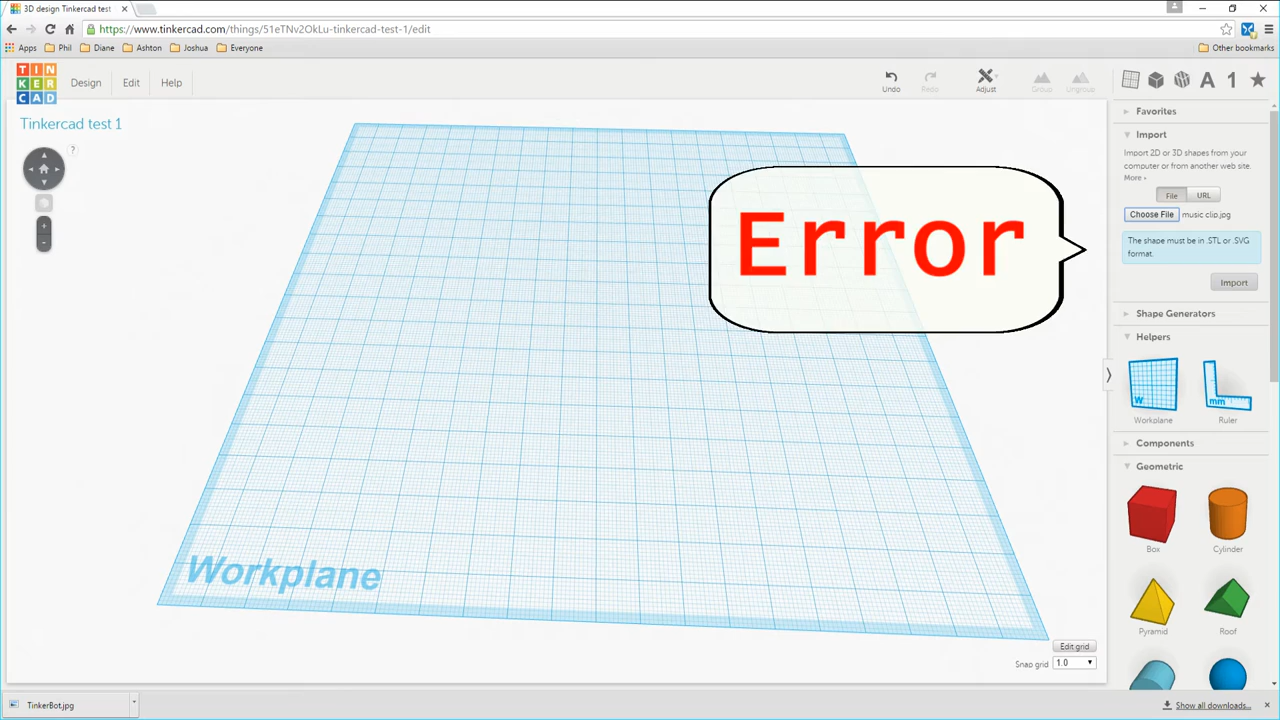 3D design Tinkercad test
https://www.tinkercad.com/things/51eTNv2OkLu-tinkercad-test-1/edit
Apps Phil Diane Ashton Joshua Everyone Other bookmarks
TIN
KER
CAD
Design Edit Help
Undo Redo Adjust Group Ungroup
A 1
Tinkercad test 1
?
+
-
Error
Favorites
Import
Import 2D or 3D shapes from your
computer or from another web site.
More
File URL
Choose File music clip.jpg
The shape must be in .STL or .SVG
format.
Import
Shape Generators
Helpers
W
mm
Workplane Ruler
Components
Geometric
Box Cylinder
Pyramid Roof
Workplane
Edit grid
Snap grid 1.0
TinkerBot.jpg
Show all downloads...